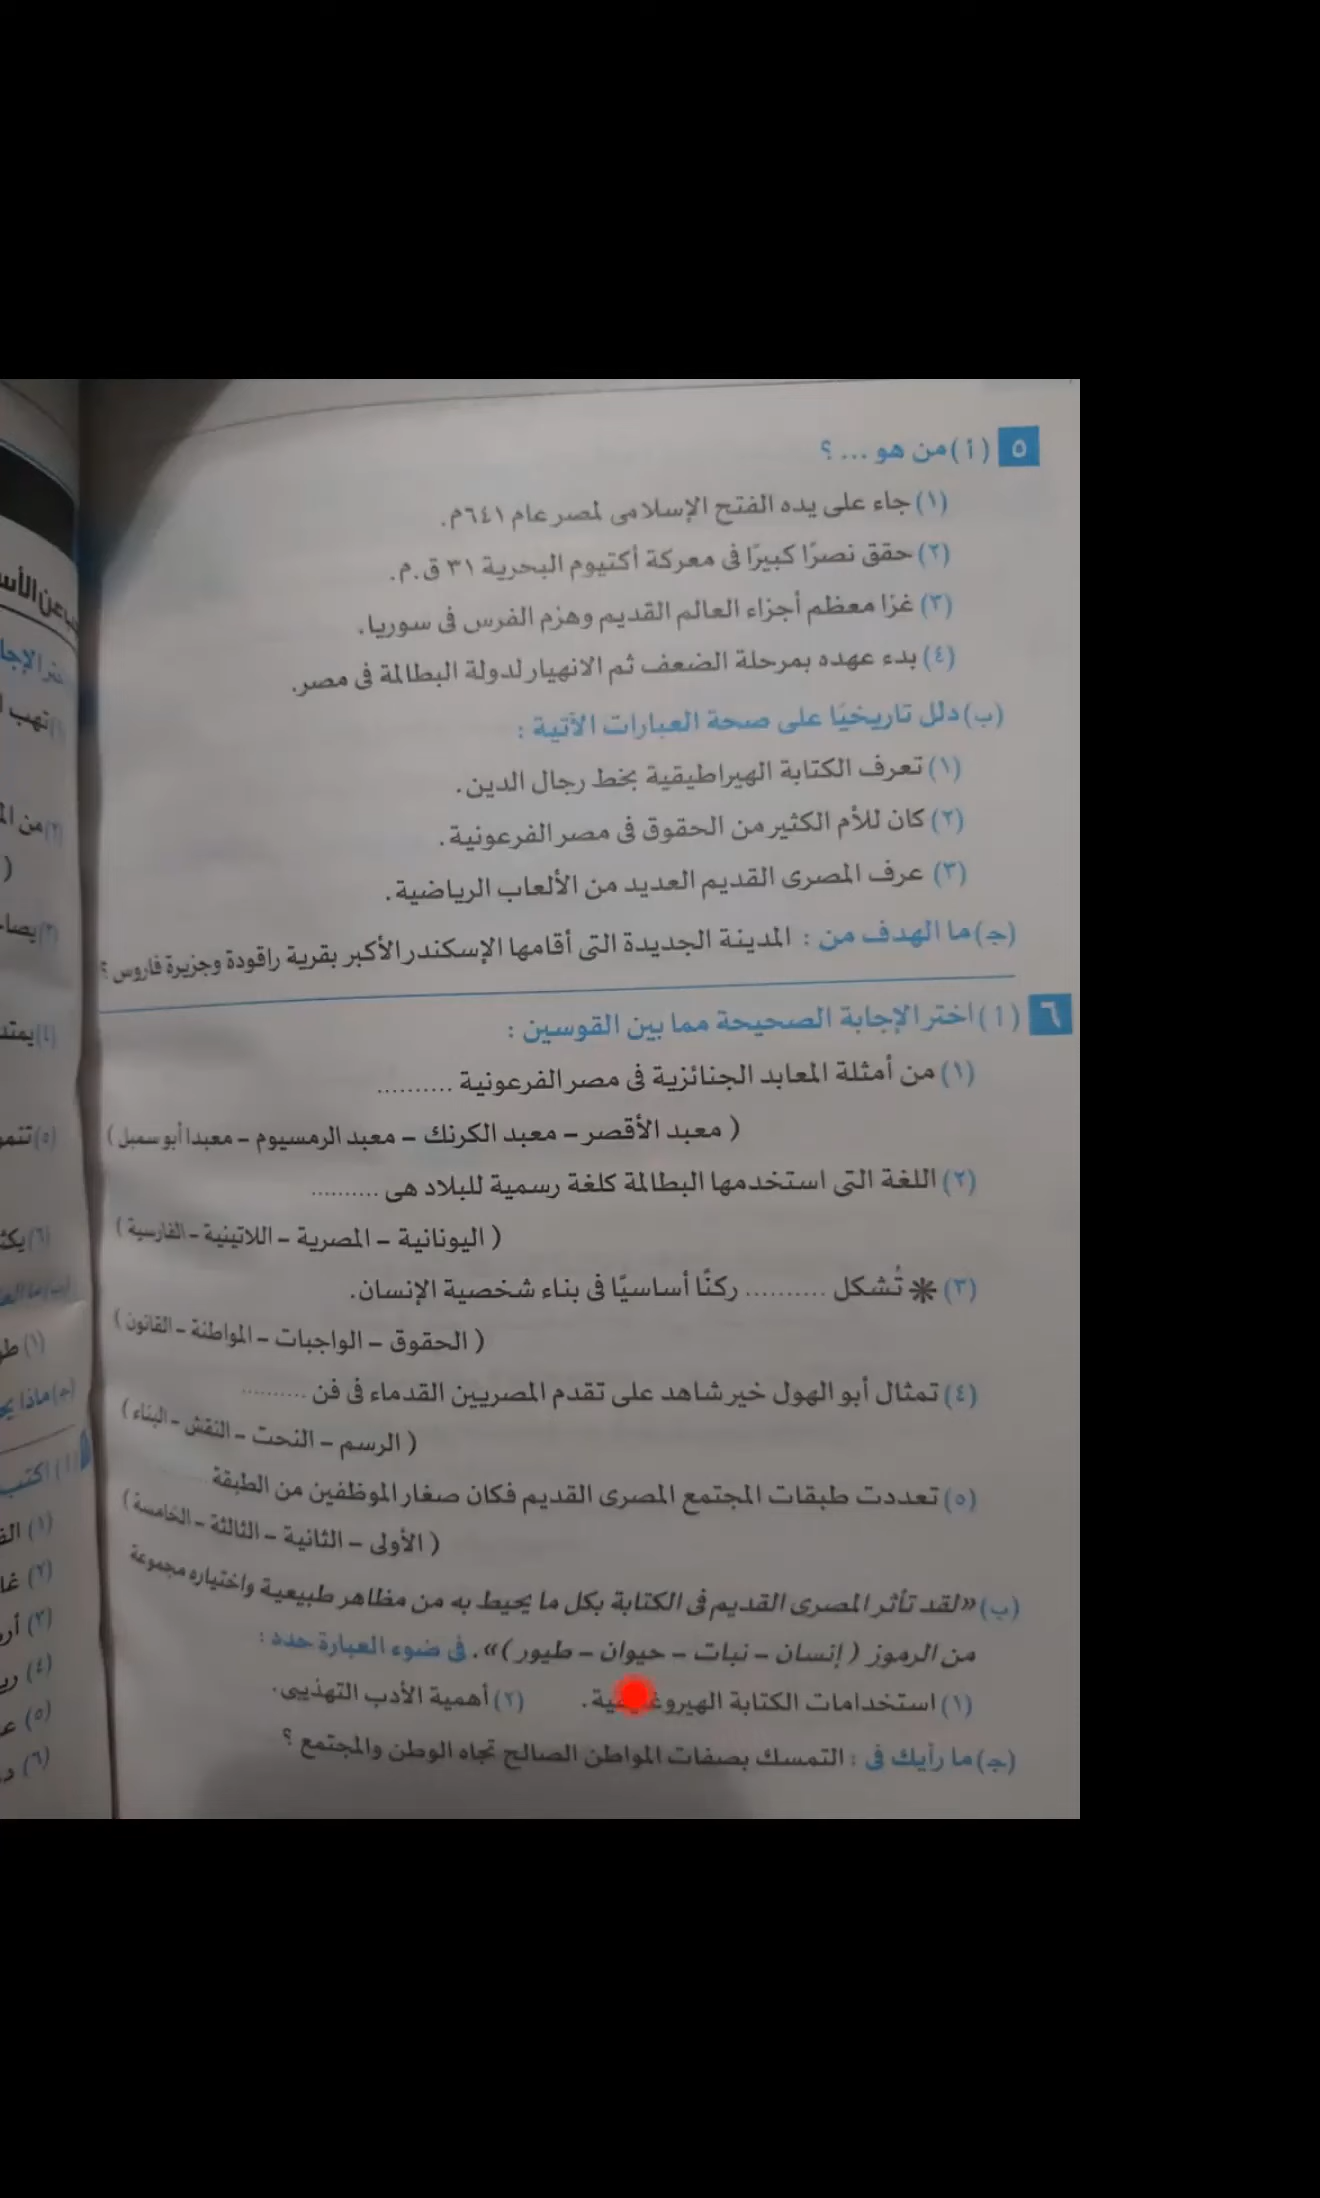 ٥ (أ) من هو ... ؟
(١) جاء على يده الفتح الإسلامى لمصر عام ٦٤١م.
(٢) حقق نصرًا كبيرًا فى معركة أكتيوم البحرية ٣١ ق.م.
(٣) غزا معظم أجزاء العالم القديم وهزم الفرس فى سوريا.
(٤) بدء عهده بمرحلة الضعف ثم الانهيار لدولة البطالمة فى مصر.
(ب) دلل تاريخيًا على صحة العبارات الآتية :
(١) تعرف الكتابة الهيراطيقية بخط رجال الدين.
(٢) كان للأم الكثير من الحقوق فى مصر الفرعونية.
(٣) عرف المصرى القديم العديد من الألعاب الرياضية.
(جـ) ما الهدف من : المدينة الجديدة التى أقامها الإسكندر الأكبر بقرية راقودة وجزيرة فاروس ؟
٦ (أ) اختر الإجابة الصحيحة مما بين القوسين :
(١) من أمثلة المعابد الجنائزية فى مصر الفرعونية ..........
( معبد الأقصر – معبد الكرنك – معبد الرمسيوم – معبدا أبو سمبل )
(٢) اللغة التى استخدمها البطالمة كلغة رسمية للبلاد هى ..........
( اليونانية – المصرية – اللاتينية – الفارسية )
(٣) * تُشكل .......... ركنًا أساسيًا فى بناء شخصية الإنسان.
( الحقوق – الواجبات – المواطنة – القانون )
(٤) تمثال أبو الهول خير شاهد على تقدم المصريين القدماء فى فن ..........
( الرسم – النحت – النقش – البناء )
(٥) تعددت طبقات المجتمع المصرى القديم فكان صغار الموظفين من الطبقة
( الأولى – الثانية – الثالثة – الخامسة )
(ب) «لقد تأثر المصرى القديم فى الكتابة بكل ما يحيط به من مظاهر طبيعية واختياره مجموعة
من الرموز ( إنسان – نبات – حيوان – طيور )». فى ضوء العبارة حدد :
(١) استخدامات الكتابة الهيروغليفية. (٢) أهمية الأدب التهذيبى.
(جـ) ما رأيك فى : التمسك بصفات المواطن الصالح تجاه الوطن والمجتمع ؟